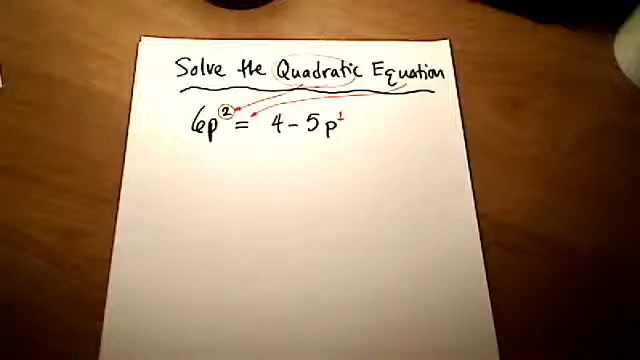 Solve the Quadratic Equation
6p² = 4 - 5p¹